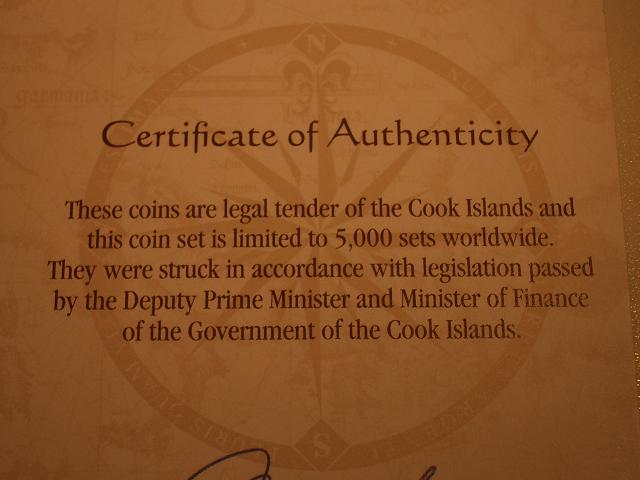 N
germania
Certificate of Authenticity
These coins are legal tender of the Cook Islands and
this coin set is limited to 5,000 sets worldwide.
They were struck in accordance with legislation passed
by the Deputy Prime Minister and Minister of Finance
of the Government of the Cook Islands.
S